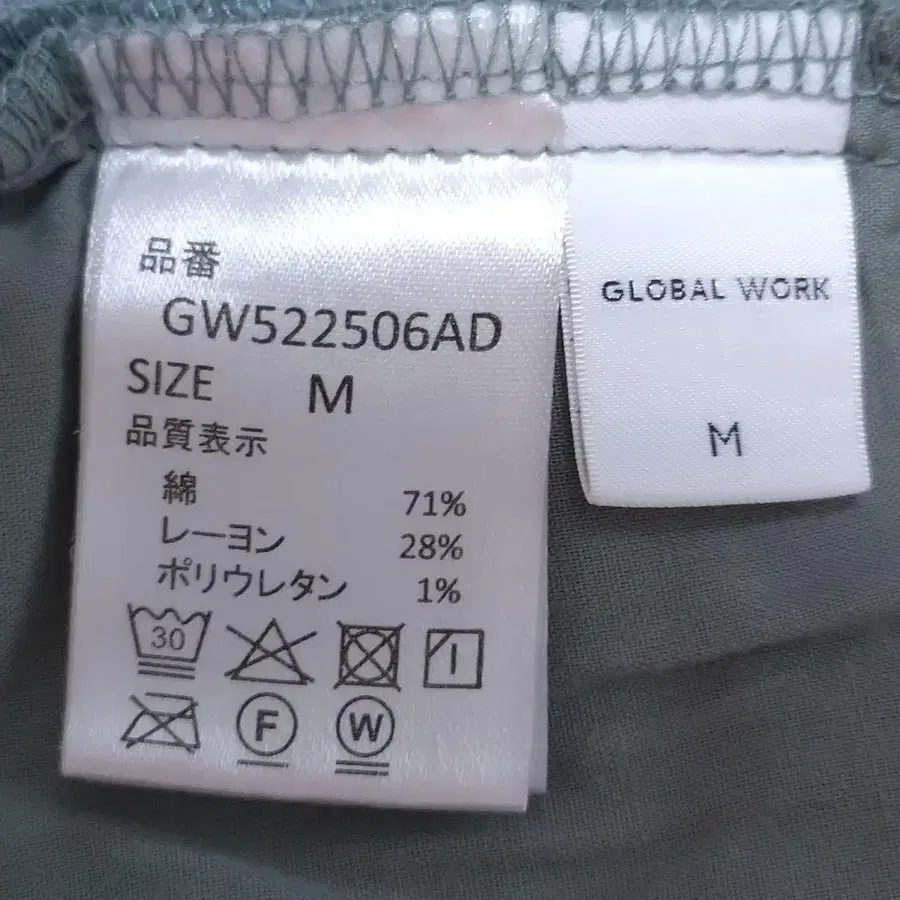 品番
GW522506AD
SIZE M
品質表示
綿 71%
レーヨン 28%
ポリウレタン 1%
30
F W
GLOBAL WORK
M